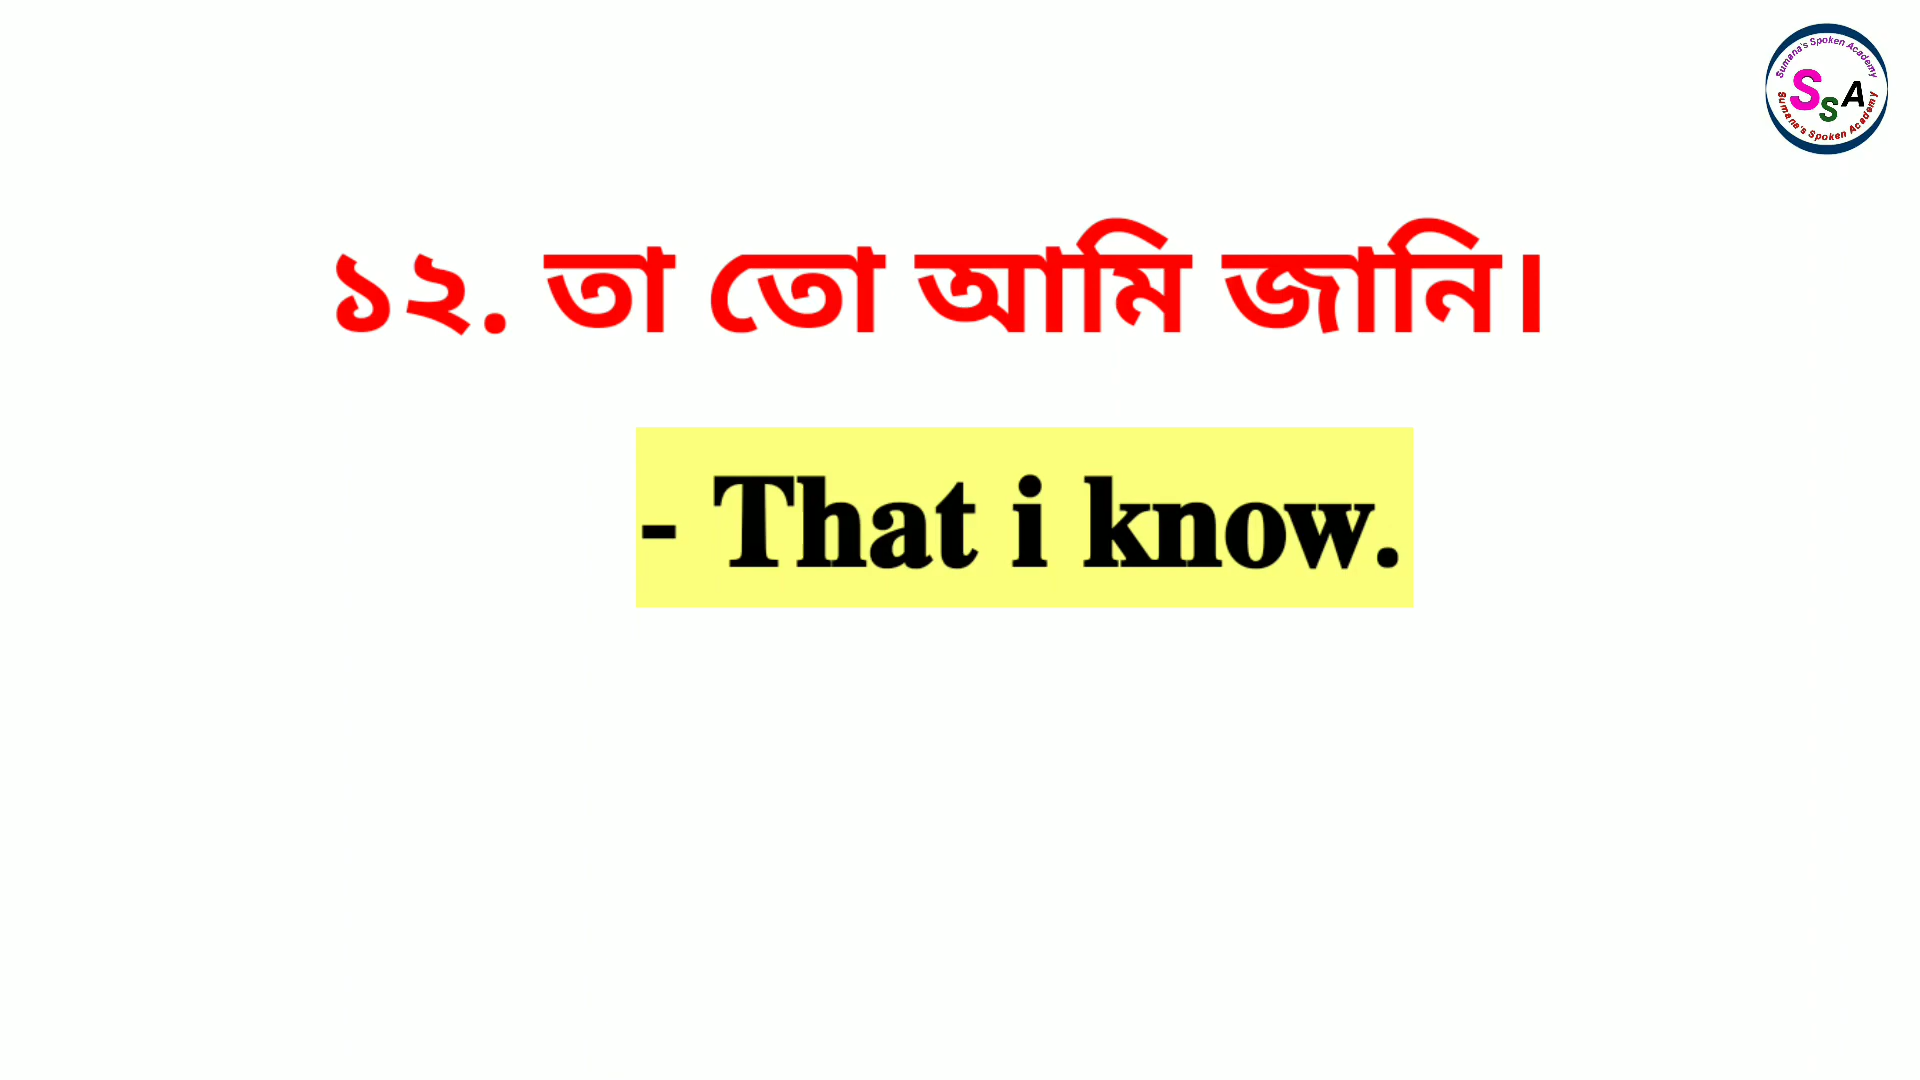 Sumana's Spoken Academy
SSA
Sumana's Spoken Academy
১২. তা তো আমি জানি।
- That i know.